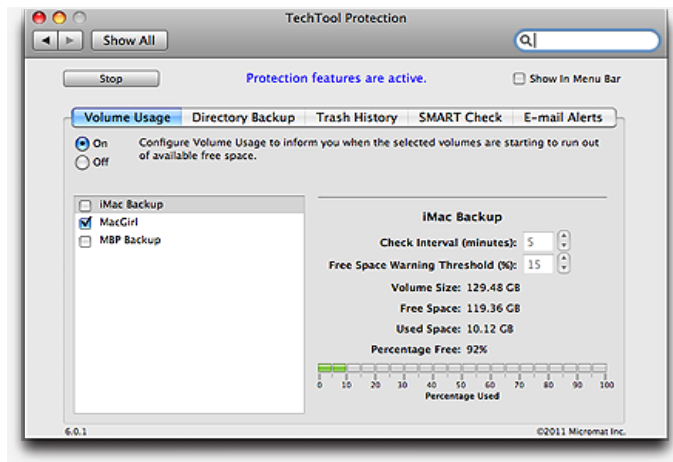 TechTool Protection
Show All
Stop
Protection features are active.
Show In Menu Bar
Volume Usage Directory Backup Trash History SMART Check E-mail Alerts
On
Off
Configure Volume Usage to inform you when the selected volumes are starting to run out
of available free space.
iMac Backup
MacGirl
MBP Backup
iMac Backup
Check Interval (minutes): 5
Free Space Warning Threshold (%): 15
Volume Size: 129.48 GB
Free Space: 119.36 GB
Used Space: 10.12 GB
Percentage Free: 92%
0 10 20 30 40 50 60 70 80 90 100
Percentage Used
6.0.1
©2011 Micromat Inc.